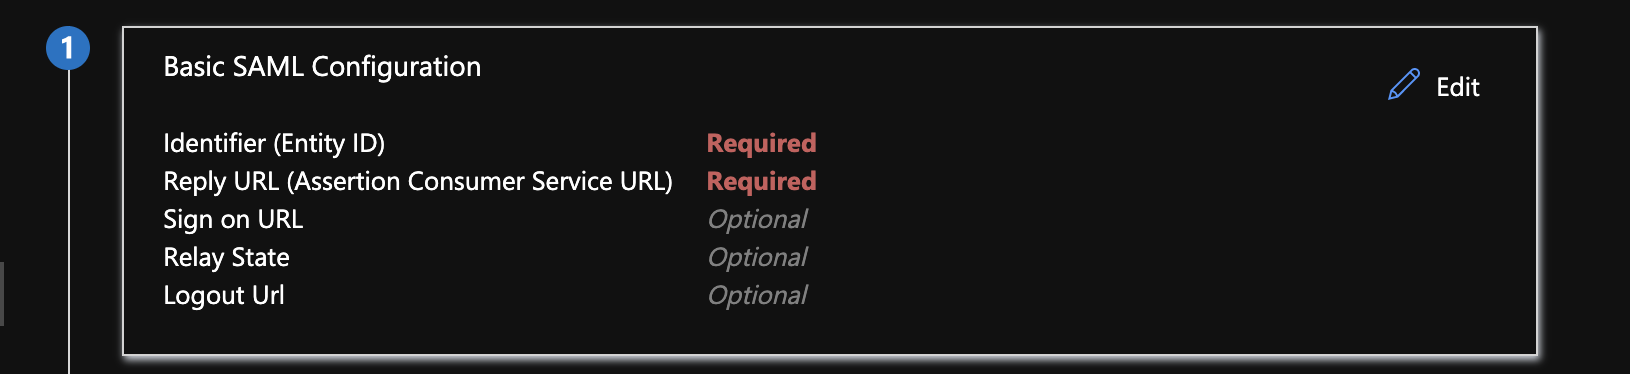 1
Basic SAML Configuration
Edit
Identifier (Entity ID) Required
Reply URL (Assertion Consumer Service URL) Required
Sign on URL Optional
Relay State Optional
Logout Url Optional